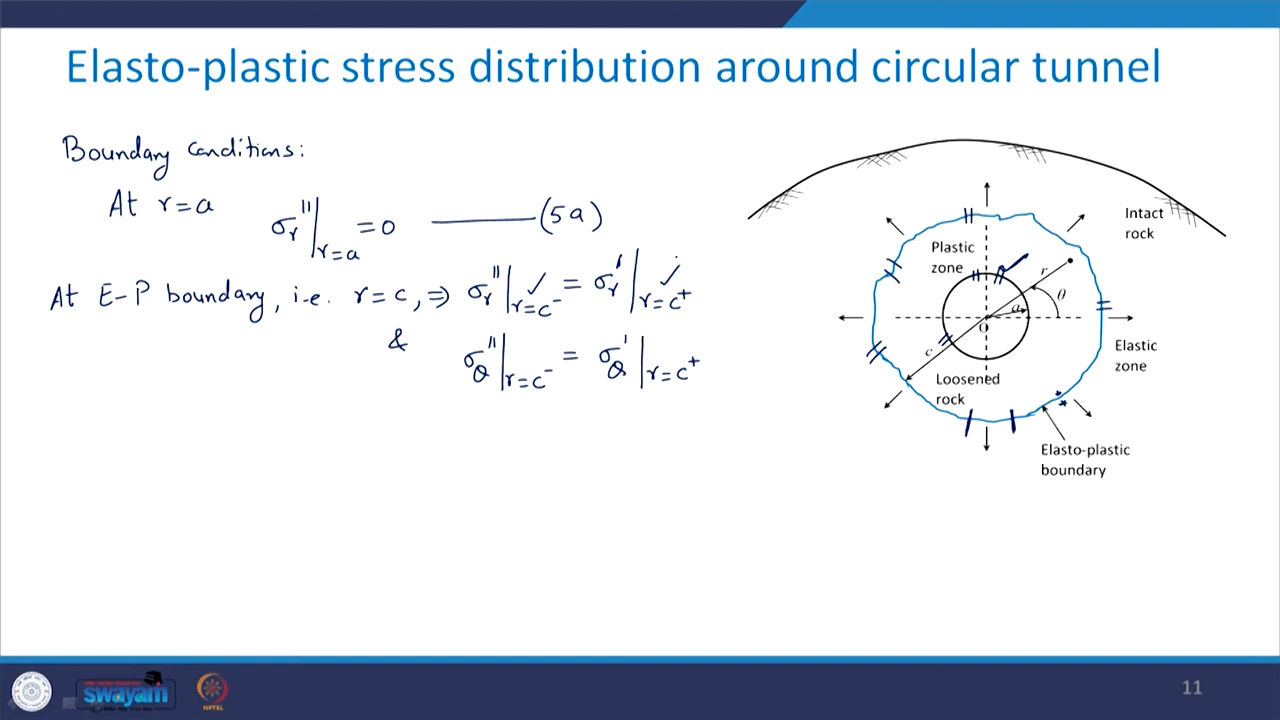 Elasto-plastic stress distribution around circular tunnel
Boundary conditions:
At r=a
σr''|r=a = 0 ——— (5a)
At E-P boundary, i.e. r=c, ⇒ σr''|r=c⁻ = σr'|r=c⁺
& σθ''|r=c⁻ = σθ'|r=c⁺
Intact
rock
Plastic
zone
r
θ
a
O
c
Elastic
zone
Loosened
rock
Elasto-plastic
boundary
swayam
NPTEL
11